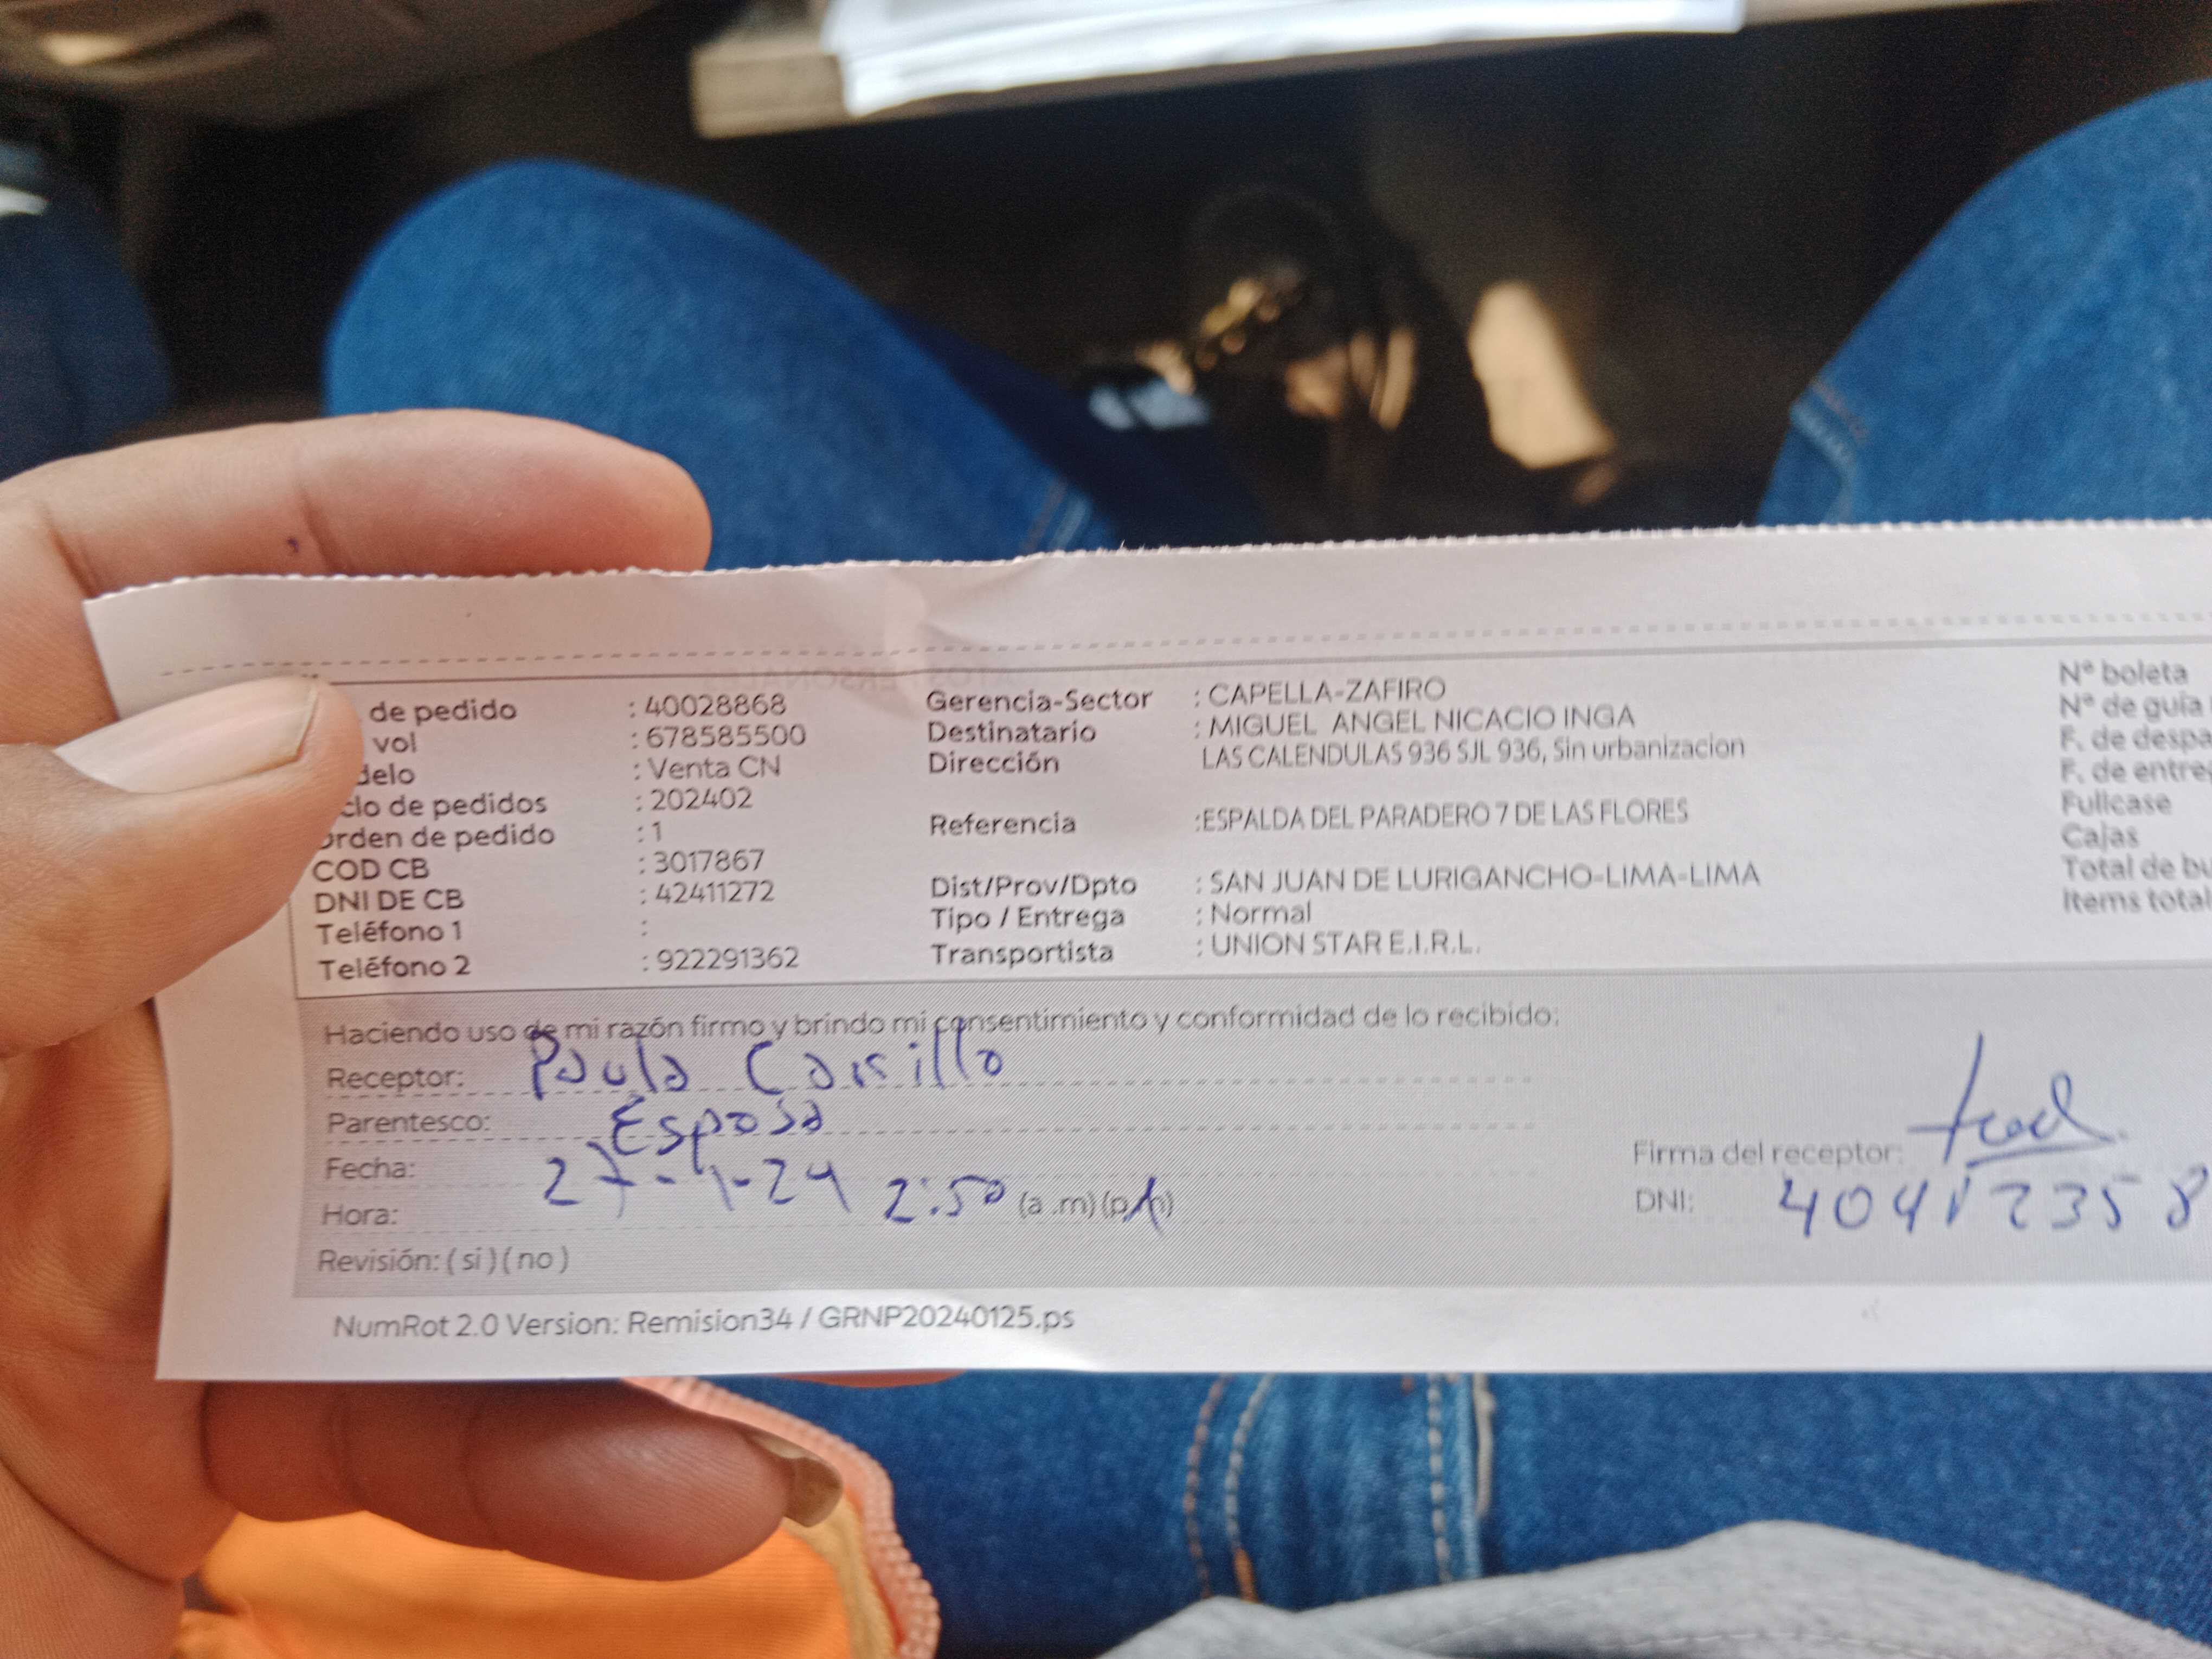 de pedido : 40028868
vol : 678585500
delo : Venta CN
clo de pedidos : 202402
orden de pedido : 1
COD CB : 3017867
DNI DE CB : 42411272
Teléfono 1 :
Teléfono 2 : 922291362
Gerencia-Sector : CAPELLA-ZAFIRO
Destinatario : MIGUEL ANGEL NICACIO INGA
Dirección LAS CALENDULAS 936 SJL 936, Sin urbanizacion
Referencia :ESPALDA DEL PARADERO 7 DE LAS FLORES
Dist/Prov/Dpto : SAN JUAN DE LURIGANCHO-LIMA-LIMA
Tipo / Entrega : Normal
Transportista : UNION STAR E.I.R.L.
N° boleta
N° de guía
F. de despa
F. de entre
Fullcase
Cajas
Total de bu
Items total
Haciendo uso de mi razón firmo y brindo mi consentimiento y conformidad de lo recibido:
Receptor: Paula Carrillo
Parentesco: Esposa
Fecha: 27-1-24
Hora: 2:50 (a .m) (p.m)
Revisión: ( si ) ( no )
Firma del receptor:
DNI: 40412358
NumRot 2.0 Version: Remision34 / GRNP20240125.ps